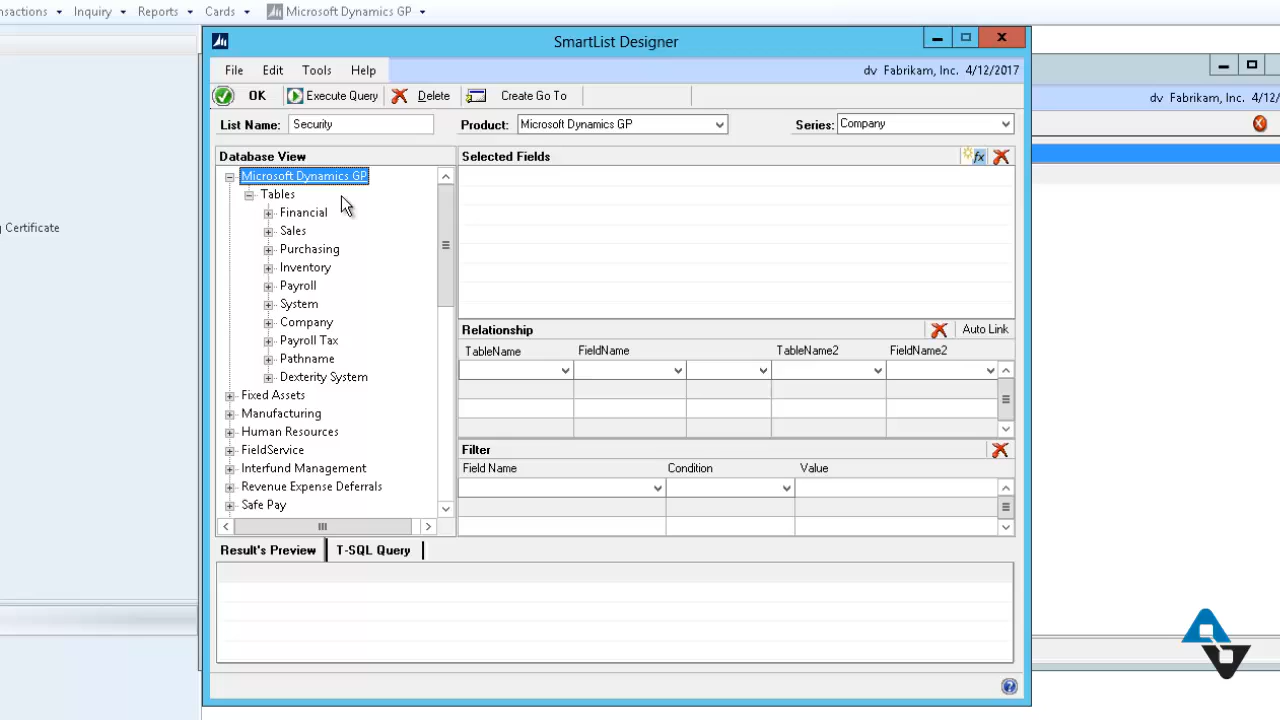 nsactions Inquiry Reports Cards Microsoft Dynamics GP
SmartList Designer
File Edit Tools Help
dv Fabrikam, Inc. 4/12/2017
dv Fabrikam, Inc. 4/12/
OK Execute Query Delete Create Go To
List Name: Security
Product: Microsoft Dynamics GP
Series: Company
Database View
Microsoft Dynamics GP
Tables
Financial
Sales
Purchasing
Inventory
Payroll
System
Company
Payroll Tax
Pathname
Dexterity System
Fixed Assets
Manufacturing
Human Resources
FieldService
Interfund Management
Revenue Expense Deferrals
Safe Pay
g Certificate
Selected Fields
fx
Relationship
Auto Link
TableName FieldName TableName2 FieldName2
Filter
Field Name Condition Value
Result's Preview T-SQL Query